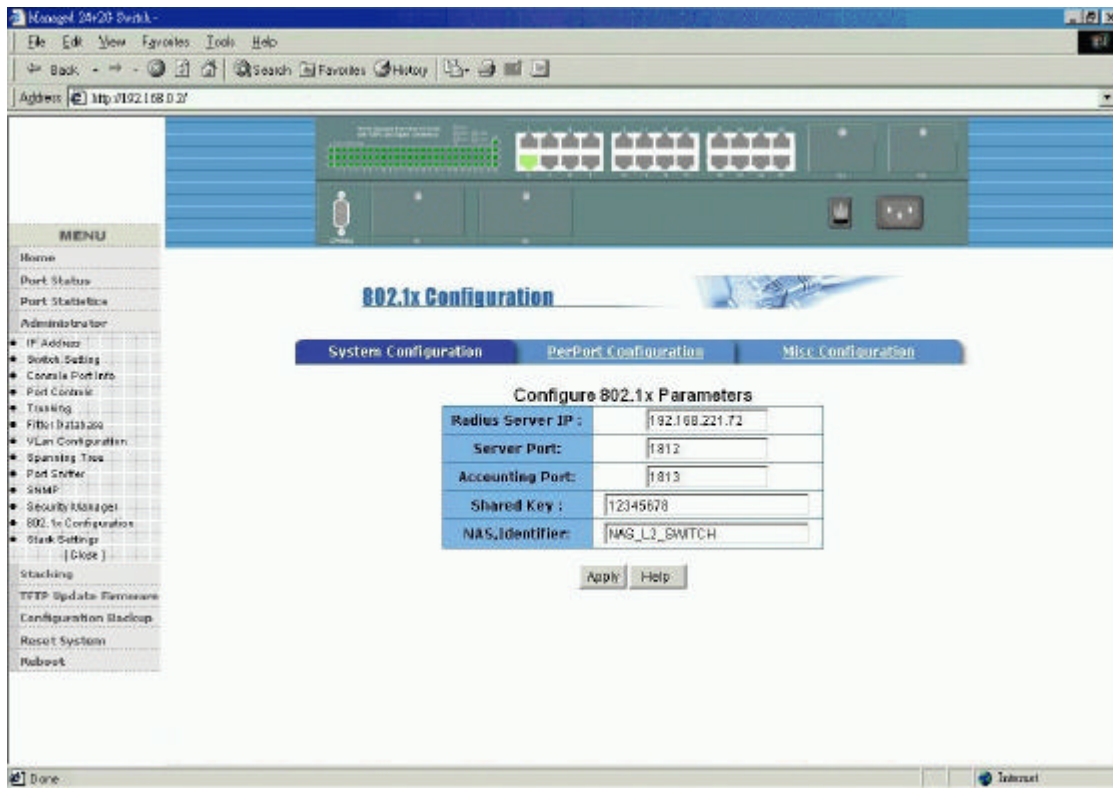 Managed 24+2G Switch -
File Edit View Favorites Tools Help
Back Search Favorites History
Address http://192.168.0.2/
MENU
Home
Port Status
Port Statistics
Administrator
IP Address
Switch Setting
Console Port Info
Port Controls
Trunking
Filter Database
VLan Configuration
Spanning Tree
Port Sniffer
SNMP
Security Manager
802.1x Configuration
Stack Settings
[ Close ]
Stacking
TFTP Update Firmware
Configuration Backup
Reset System
Reboot
802.1x Configuration
System Configuration PerPort Configuration Misc Configuration
Configure 802.1x Parameters
Radius Server IP : 192.168.221.72
Server Port: 1812
Accounting Port: 1813
Shared Key : 12345678
NAS,Identifier: NAS_L2_SWITCH
Apply Help
Done Internet